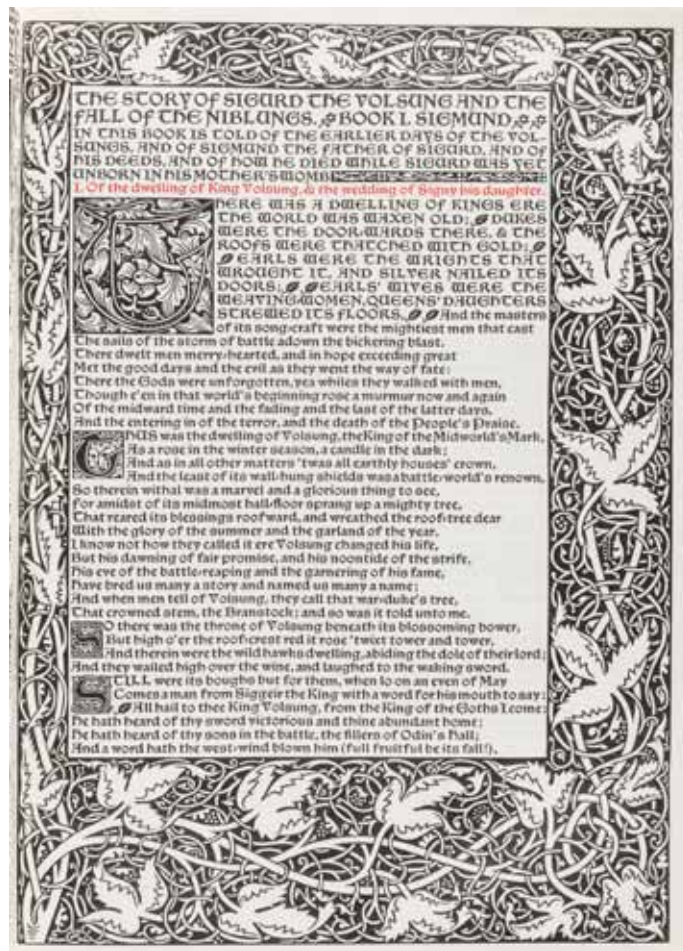 THE STORY OF SIGURD THE VOLSUNG AND THE
FALL OF THE NIBLUNGS. BOOK I. SIGMUND.
IN THIS BOOK IS TOLD OF THE EARLIER DAYS OF THE VOL-
SUNGS, AND OF SIGMUND THE FATHER OF SIGURD, AND OF
HIS DEEDS, AND OF HOW HE DIED WHILE SIGURD WAS YET
UNBORN IN HIS MOTHER'S WOMB
I. Of the dwelling of King Volsung, & the wedding of Signy his daughter.
THERE WAS A DWELLING OF KINGS ERE
THE WORLD WAS WAXEN OLD; DUKES
WERE THE DOOR-WARDS THERE, & THE
ROOFS WERE THATCHED WITH GOLD;
EARLS WERE THE WRIGHTS THAT
WROUGHT IT, AND SILVER NAILED ITS
DOORS; EARLS' WIVES WERE THE
WEAVING-WOMEN, QUEENS' DAUGHTERS
STREWED ITS FLOORS, And the masters
of its song-craft were the mightiest men that cast
The sails of the storm of battle adown the bickering blast.
There dwelt men merry-hearted, and in hope exceeding great
Met the good days and the evil as they went the way of fate:
There the Gods were unforgotten, yea whiles they walked with men,
Though e'en in that world's beginning rose a murmur now and again
Of the midward time and the fading and the last of the latter days,
And the entering in of the terror, and the death of the People's Praise.
THUS was the dwelling of Volsung, the King of the Midworld's Mark,
As a rose in the winter season, a candle in the dark;
And as in all other matters 'twas all earthly houses' crown,
And the least of its wall-hung shields was a battle-world's renown,
So therein withal was a marvel and a glorious thing to see,
For amidst of its midmost hall-floor sprang up a mighty tree,
That reared its blessings roofward, and wreathed the roof-tree dear
With the glory of the summer and the garland of the year.
I know not how they called it ere Volsung changed his life,
But his dawning of fair promise, and his noontide of the strife,
His eve of the battle-reaping and the garnering of his fame,
Have bred us many a story and named us many a name;
And when men tell of Volsung, they call that war-duke's tree,
That crowned stem, the Branstock; and so was it told unto me.
SO there was the throne of Volsung beneath its blossoming bower,
But high o'er the roof-crest red it rose 'twixt tower and tower,
And therein were the wild hawks dwelling, abiding the dole of their lord;
And they wailed high over the wine, and laughed to the waking sword.
STILL were its boughs but for them, when lo on an even of May
Comes a man from Siggeir the King with a word for his mouth to say:
All hail to thee King Volsung, from the King of the Goths I come:
He hath heard of thy sword victorious and thine abundant home;
He hath heard of thy sons in the battle, the fillers of Odin's Hall;
And a word hath the west-wind blown him (full fruitful be its fall!),